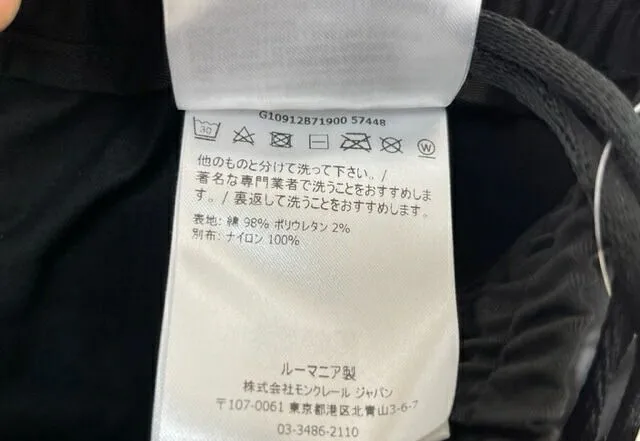 G10912B71900 57448
30 W
他のものと分けて洗って下さい。/
著名な専門業者で洗うことをおすすめしま
す。/ 裏返して洗うことをおすすめします。
表地: 綿 98% ポリウレタン 2%
別布: ナイロン 100%
ルーマニア製
株式会社モンクレール ジャパン
〒107-0061 東京都港区北青山3-6-7
03-3486-2110